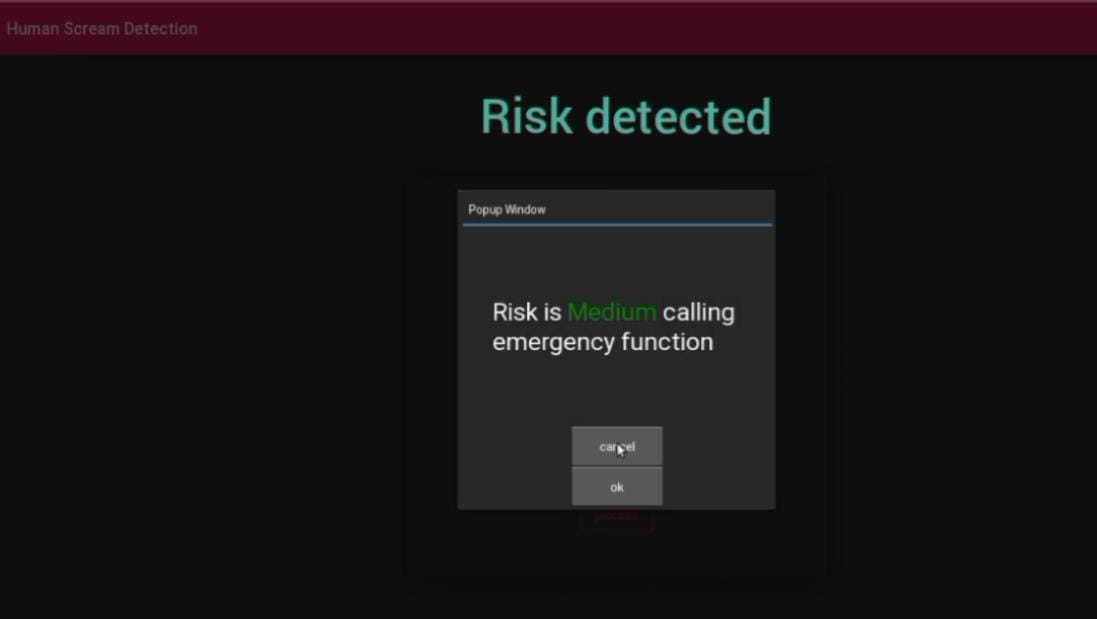 Human Scream Detection
Risk detected
Popup Window
Risk is Medium calling
emergency function
cancel
ok